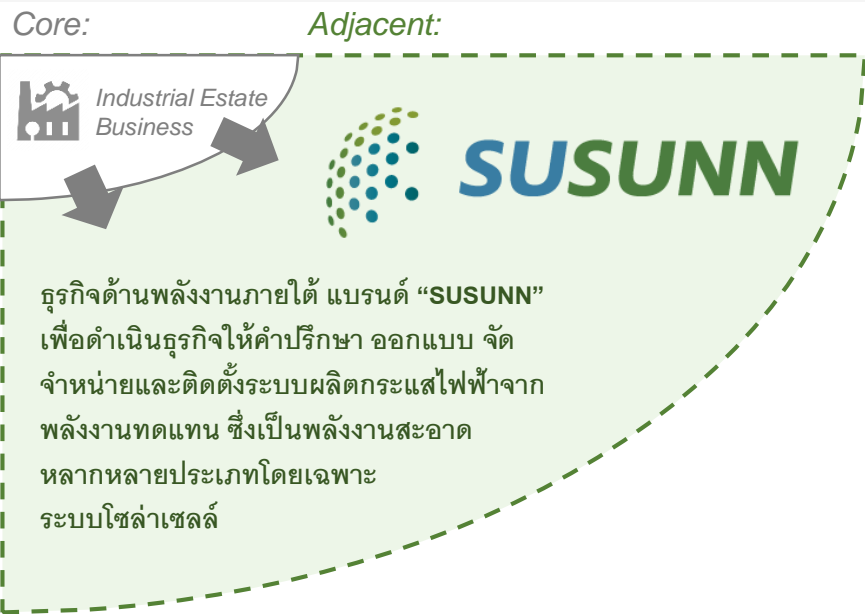 Core:
Adjacent:
Industrial Estate
Business
SUSUNN
ธุรกิจด้านพลังงานภายใต้ แบรนด์ “SUSUNN”
เพื่อดำเนินธุรกิจให้คำปรึกษา ออกแบบ จัด
จำหน่ายและติดตั้งระบบผลิตกระแสไฟฟ้าจาก
พลังงานทดแทน ซึ่งเป็นพลังงานสะอาด
หลากหลายประเภทโดยเฉพาะ
ระบบโซล่าเซลล์